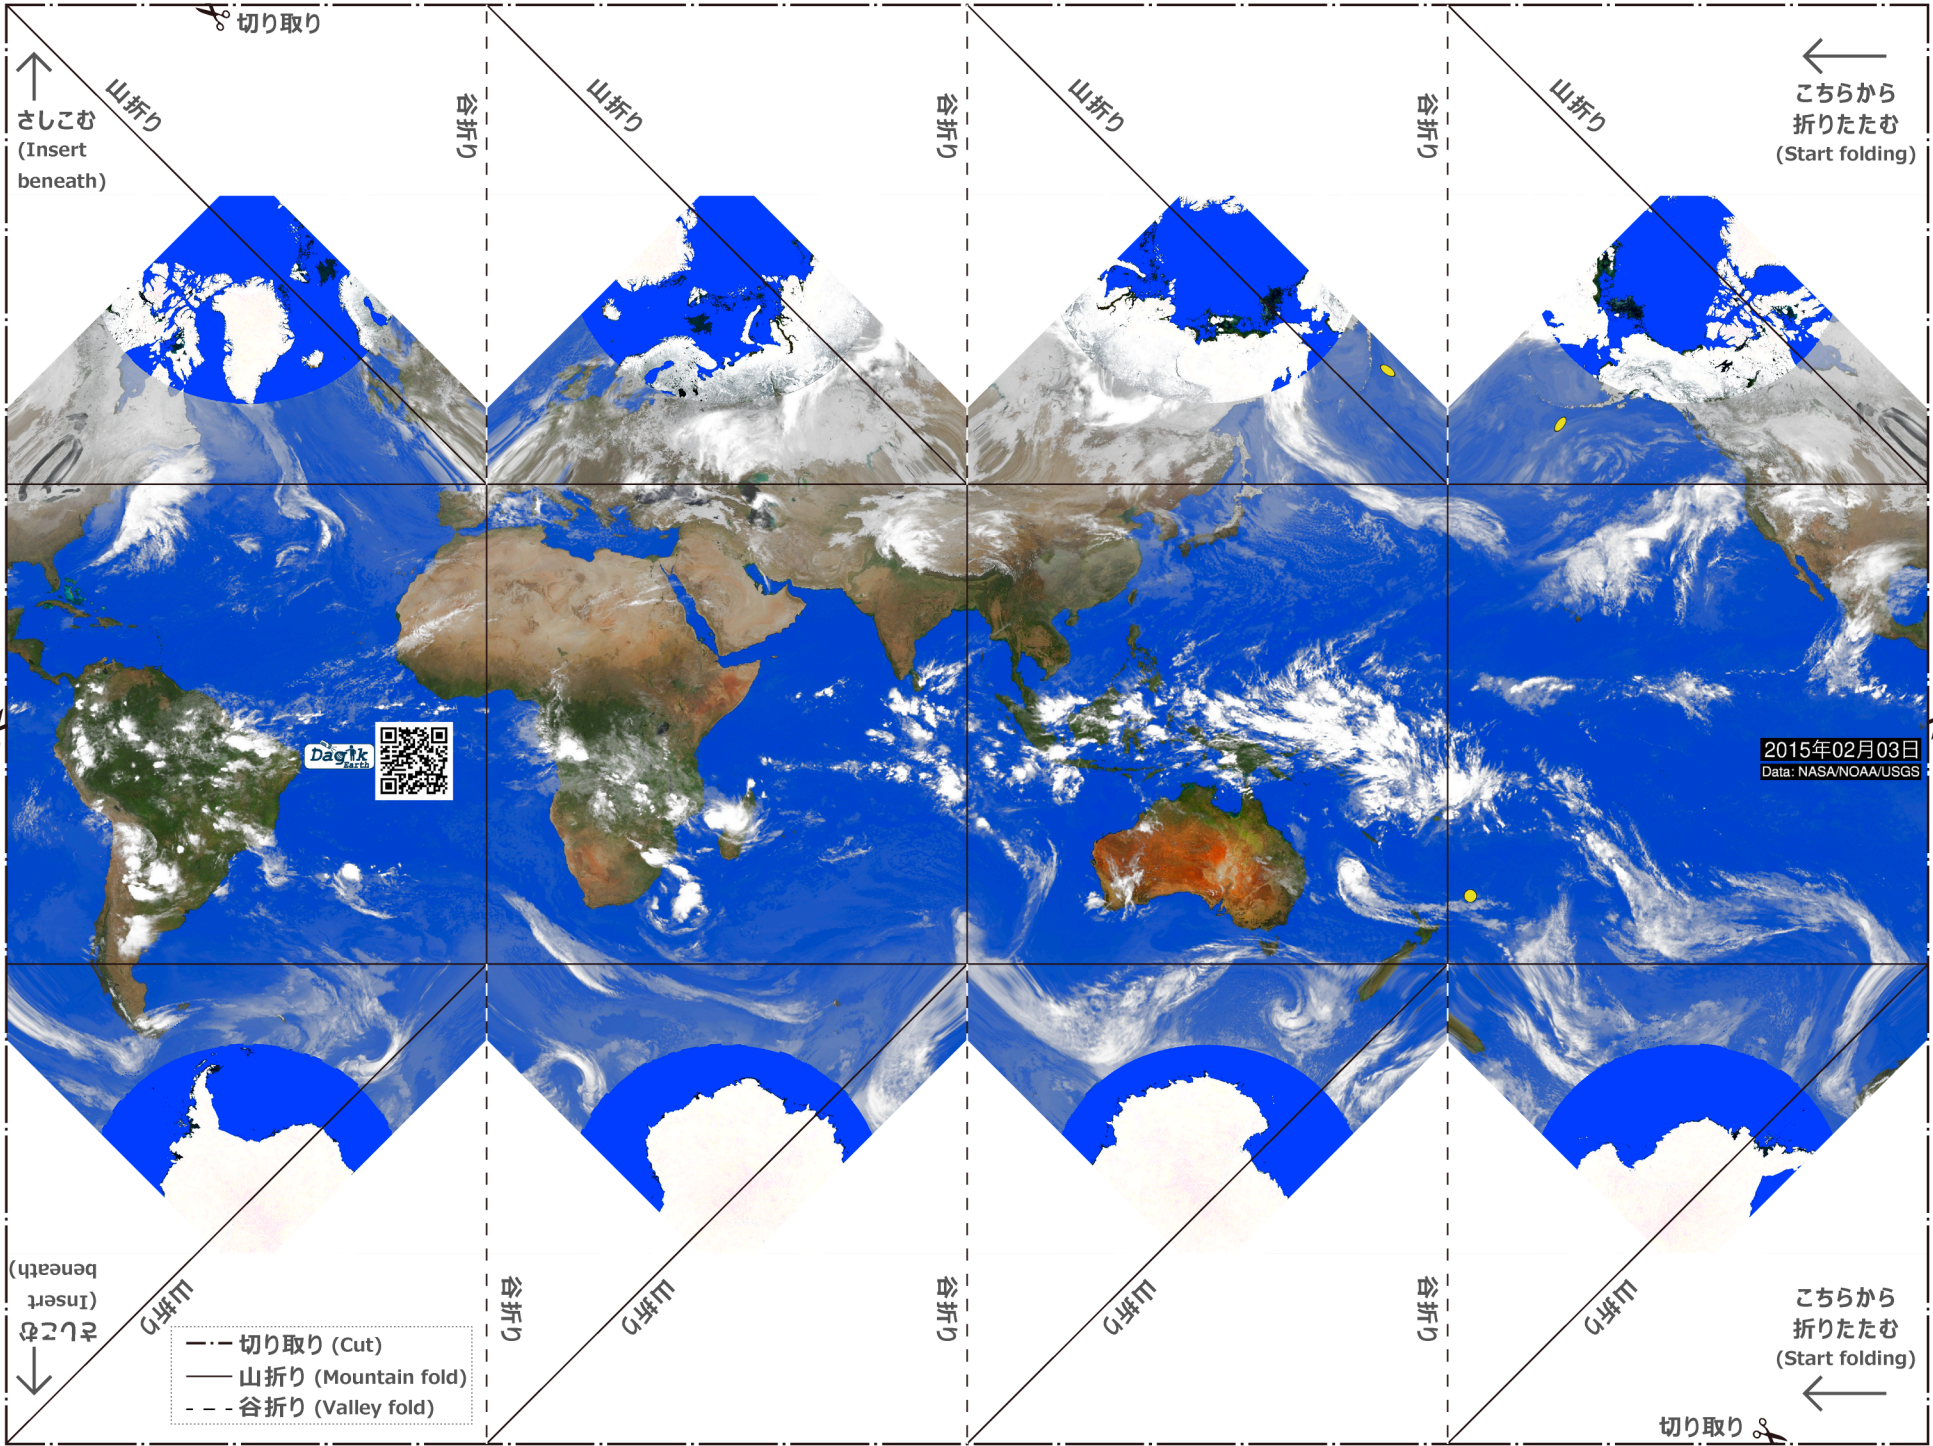 切り取り
山折り
谷折り
山折り
谷折り
山折り
谷折り
山折り
さしこむ
(Insert
beneath)
こちらから
折りたたむ
(Start folding)
Dagik
Earth
2015年02月03日
Data: NASA/NOAA/USGS
さしこむ
(Insert
beneath)
山折り
谷折り
山折り
谷折り
山折り
谷折り
山折り
こちらから
折りたたむ
(Start folding)
切り取り (Cut)
山折り (Mountain fold)
谷折り (Valley fold)
切り取り